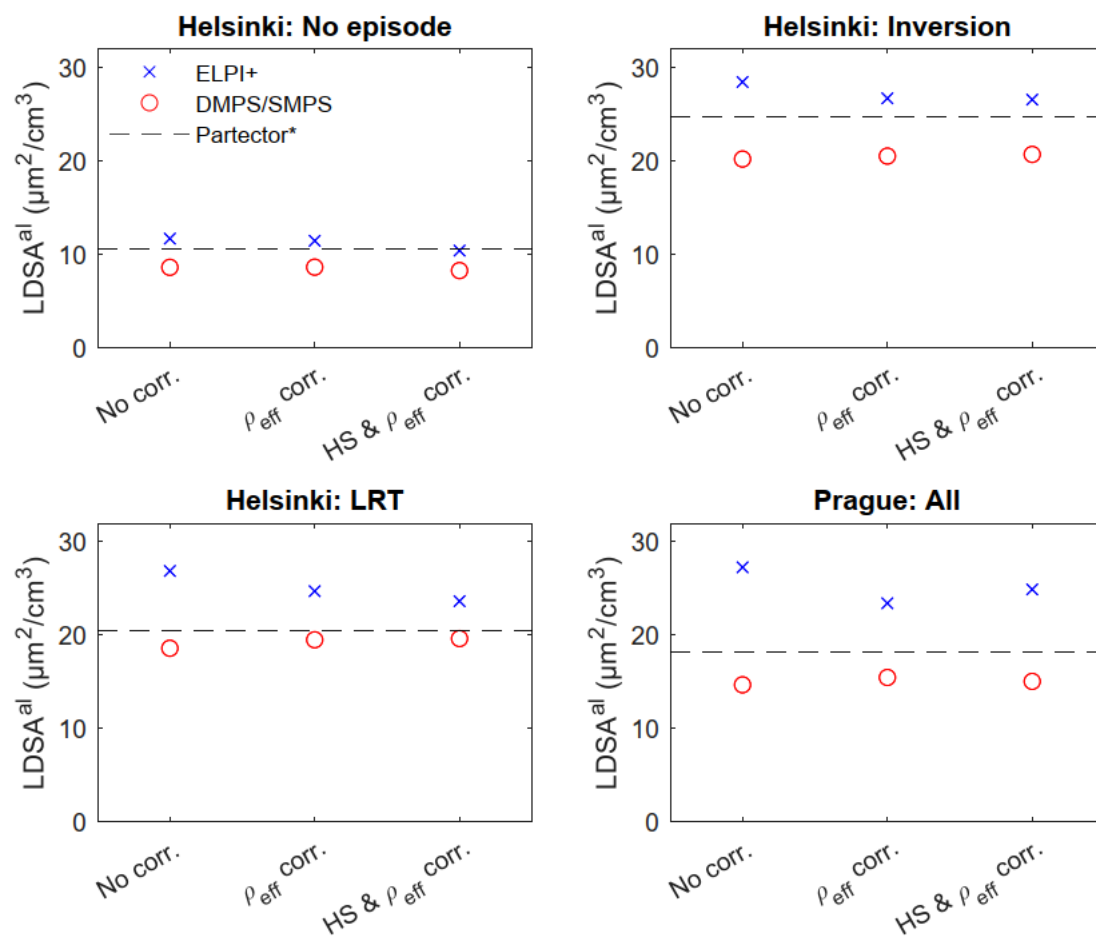 Helsinki: No episode
LDSA^al (µm²/cm³)
30
20
10
0
ELPI+
DMPS/SMPS
Partector*
No corr.
ρ_eff corr.
HS & ρ_eff corr.
Helsinki: Inversion
LDSA^al (µm²/cm³)
30
20
10
0
No corr.
ρ_eff corr.
HS & ρ_eff corr.
Helsinki: LRT
LDSA^al (µm²/cm³)
30
20
10
0
No corr.
ρ_eff corr.
HS & ρ_eff corr.
Prague: All
LDSA^al (µm²/cm³)
30
20
10
0
No corr.
ρ_eff corr.
HS & ρ_eff corr.